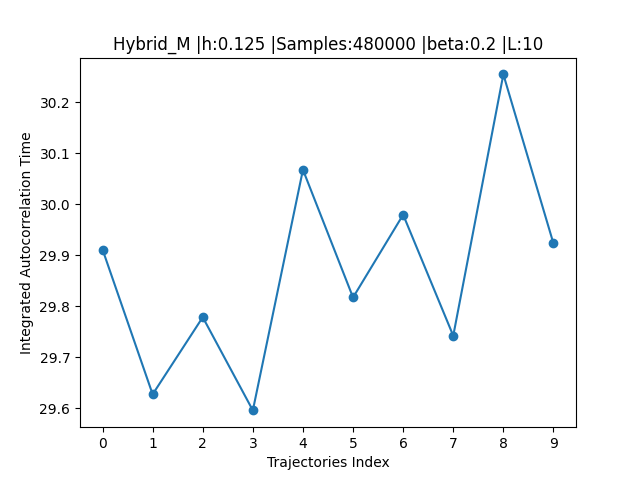 Hybrid_M |h:0.125 |Samples:480000 |beta:0.2 |L:10
Integrated Autocorrelation Time
30.2
30.1
30.0
29.9
29.8
29.7
29.6
0 1 2 3 4 5 6 7 8 9
Trajectories Index